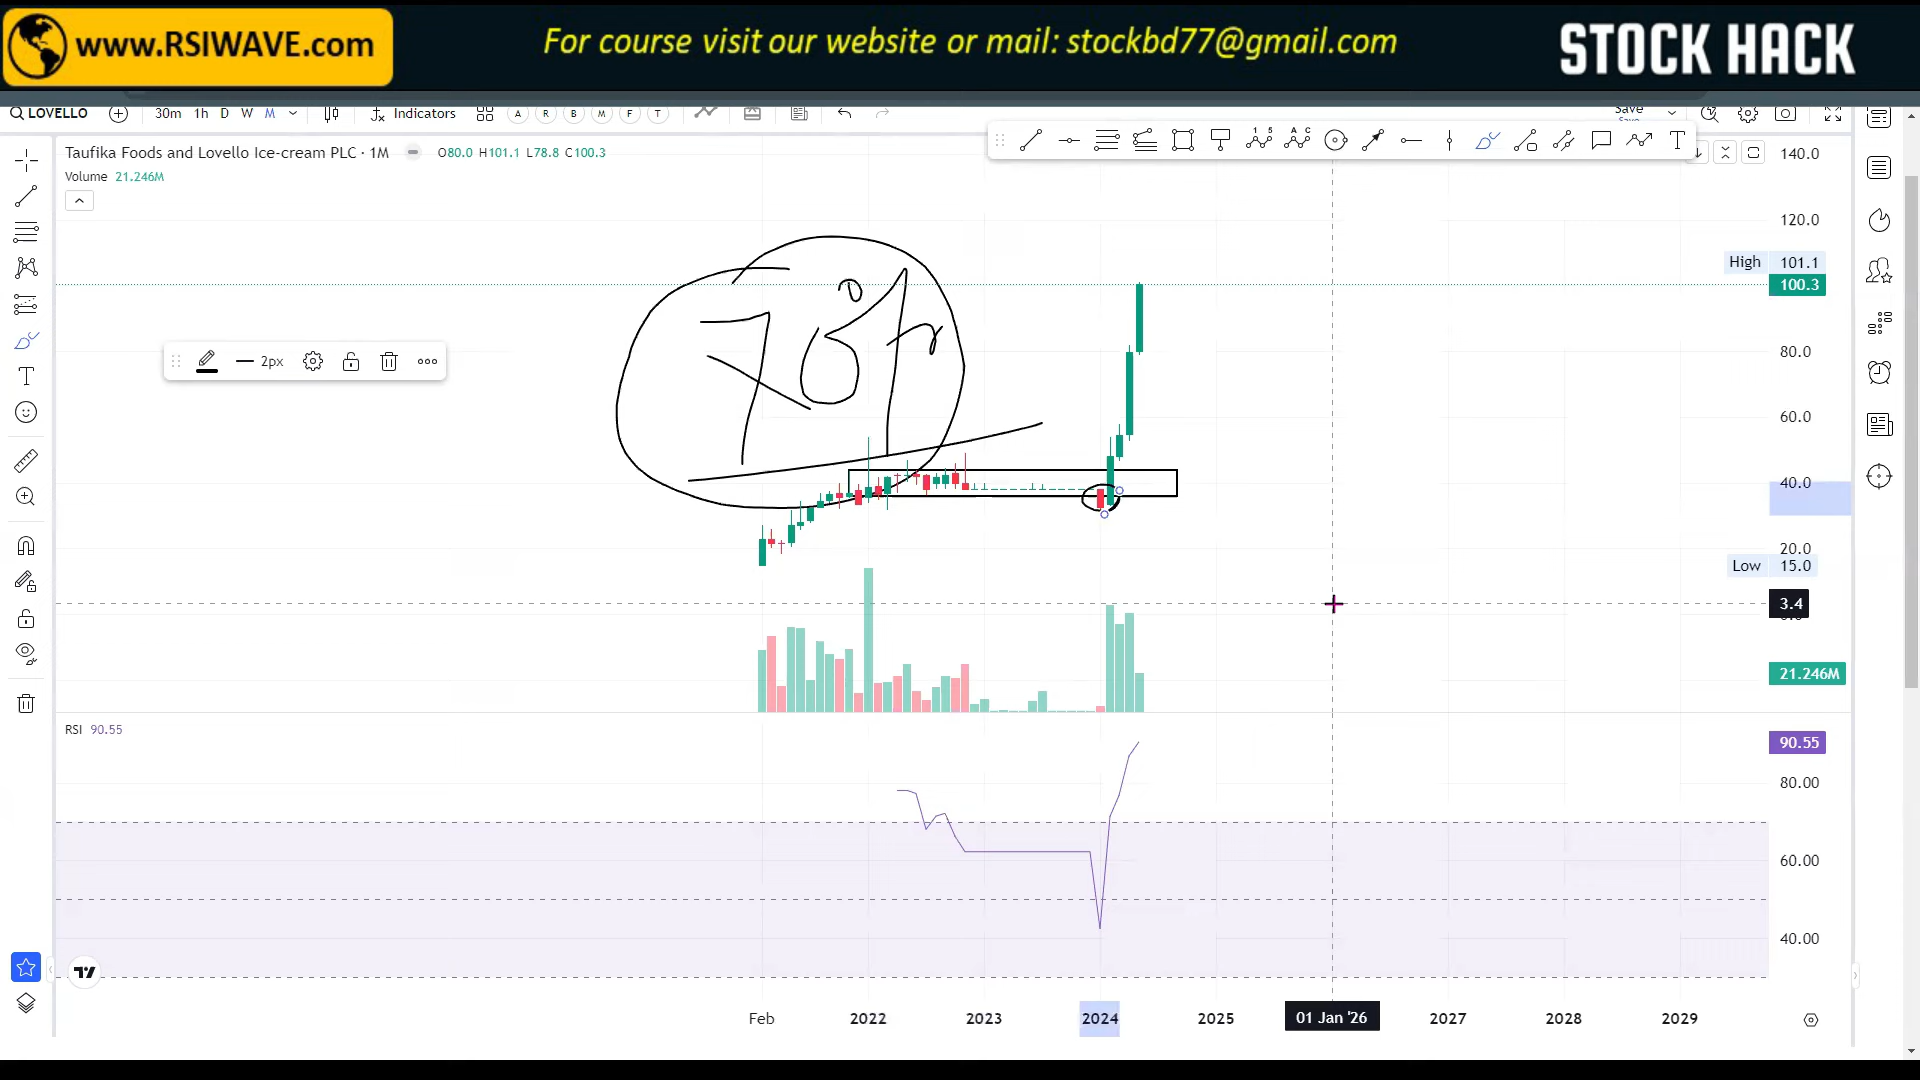 www.RSIWAVE.com
For course visit our website or mail: stockbd77@gmail.com
STOCK HACK
LOVELLO
30m 1h D W M
Indicators
A R B M F T
Save
Taufika Foods and Lovello Ice-cream PLC · 1M
O80.0 H101.1 L78.8 C100.3
Volume 21.246M
2px
140.0
120.0
High 101.1
100.3
80.0
60.0
40.0
20.0
Low 15.0
3.4
21.246M
RSI 90.55
90.55
80.00
60.00
40.00
Feb 2022 2023 2024 2025 01 Jan '26 2027 2028 2029